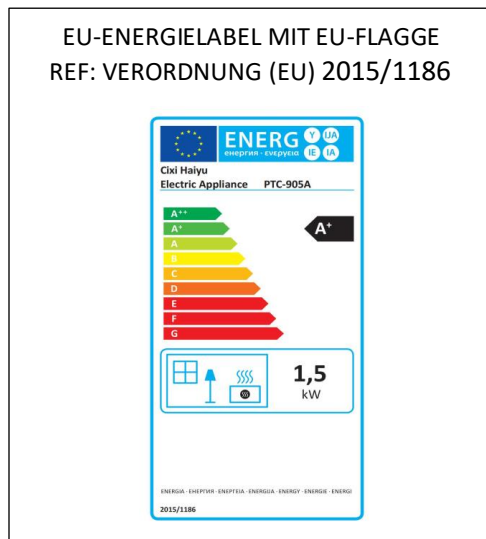 EU-ENERGIELABEL MIT EU-FLAGGE
REF: VERORDNUNG (EU) 2015/1186
ENERG Y IJA
енергия · ενεργεια IE IA
Cixi Haiyu
Electric Appliance PTC-905A
A++
A+
A+
A
B
C
D
E
F
G
1,5
kW
ENERGIA · ЕНЕРГИЯ · ΕΝΕΡΓΕΙΑ · ENERGIJA · ENERGY · ENERGIE · ENERGI
2015/1186